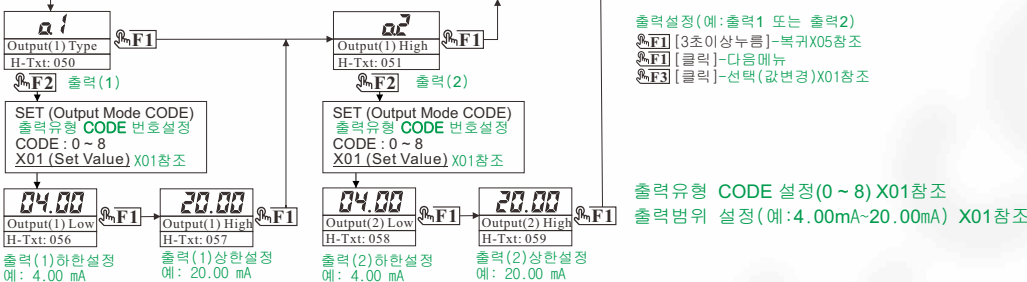 o.1
Output(1) Type
H-Txt: 050
F1
F2 출력(1)
SET (Output Mode CODE)
출력유형 CODE 번호설정
CODE : 0 ~ 8
X01 (Set Value) X01참조
04.00
Output(1) Low
H-Txt: 056
출력(1)하한설정
예: 4.00 mA
F1
20.00
Output(1) High
H-Txt: 057
출력(1)상한설정
예: 20.00 mA
F1
o.2
Output(1) High
H-Txt: 051
F1
F2 출력(2)
SET (Output Mode CODE)
출력유형 CODE 번호설정
CODE : 0 ~ 8
X01 (Set Value) X01참조
04.00
Output(2) Low
H-Txt: 058
출력(2)하한설정
예: 4.00 mA
F1
20.00
Output(2) High
H-Txt: 059
출력(2)상한설정
예: 20.00 mA
F1
출력설정(예:출력1 또는 출력2)
F1 [3초이상누름]-복귀X05참조
F1 [클릭]-다음메뉴
F3 [클릭]-선택(값변경)X01참조
출력유형 CODE 설정(0 ~ 8) X01참조
출력범위 설정(예:4.00mA~20.00mA) X01참조